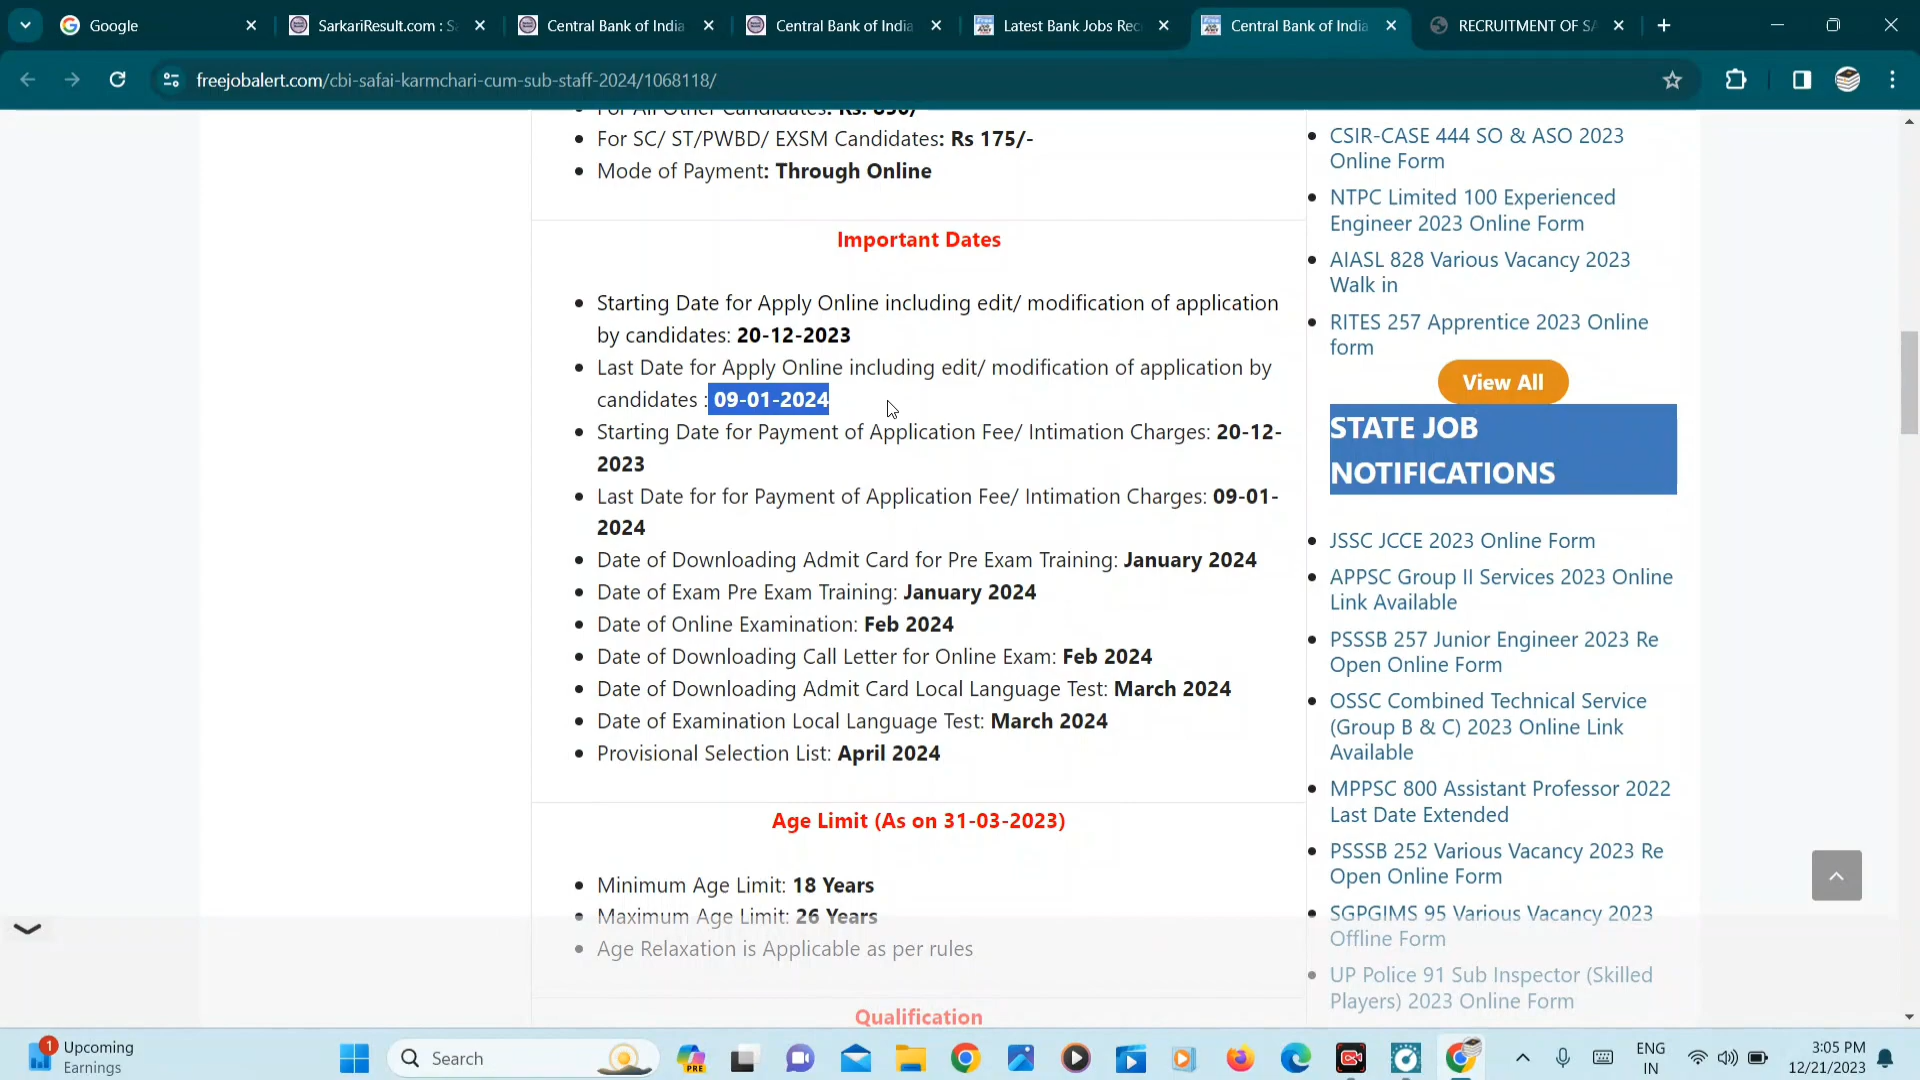 Google
SarkariResult.com : Sa
Central Bank of India
Central Bank of India
Latest Bank Jobs Rec
Central Bank of India
RECRUITMENT OF SA
freejobalert.com/cbi-safai-karmchari-cum-sub-staff-2024/1068118/
For All Other Candidates: Rs. 850/-
For SC/ ST/PWBD/ EXSM Candidates: Rs 175/-
Mode of Payment: Through Online
Important Dates
Starting Date for Apply Online including edit/ modification of application
by candidates: 20-12-2023
Last Date for Apply Online including edit/ modification of application by
candidates : 09-01-2024
Starting Date for Payment of Application Fee/ Intimation Charges: 20-12-
2023
Last Date for for Payment of Application Fee/ Intimation Charges: 09-01-
2024
Date of Downloading Admit Card for Pre Exam Training: January 2024
Date of Exam Pre Exam Training: January 2024
Date of Online Examination: Feb 2024
Date of Downloading Call Letter for Online Exam: Feb 2024
Date of Downloading Admit Card Local Language Test: March 2024
Date of Examination Local Language Test: March 2024
Provisional Selection List: April 2024
Age Limit (As on 31-03-2023)
Minimum Age Limit: 18 Years
Maximum Age Limit: 26 Years
Age Relaxation is Applicable as per rules
Qualification
CSIR-CASE 444 SO & ASO 2023
Online Form
NTPC Limited 100 Experienced
Engineer 2023 Online Form
AIASL 828 Various Vacancy 2023
Walk in
RITES 257 Apprentice 2023 Online
form
View All
STATE JOB
NOTIFICATIONS
JSSC JCCE 2023 Online Form
APPSC Group II Services 2023 Online
Link Available
PSSSB 257 Junior Engineer 2023 Re
Open Online Form
OSSC Combined Technical Service
(Group B & C) 2023 Online Link
Available
MPPSC 800 Assistant Professor 2022
Last Date Extended
PSSSB 252 Various Vacancy 2023 Re
Open Online Form
SGPGIMS 95 Various Vacancy 2023
Offline Form
UP Police 91 Sub Inspector (Skilled
Players) 2023 Online Form
1
Upcoming
Earnings
Search
PRE
ENG
IN
3:05 PM
12/21/2023